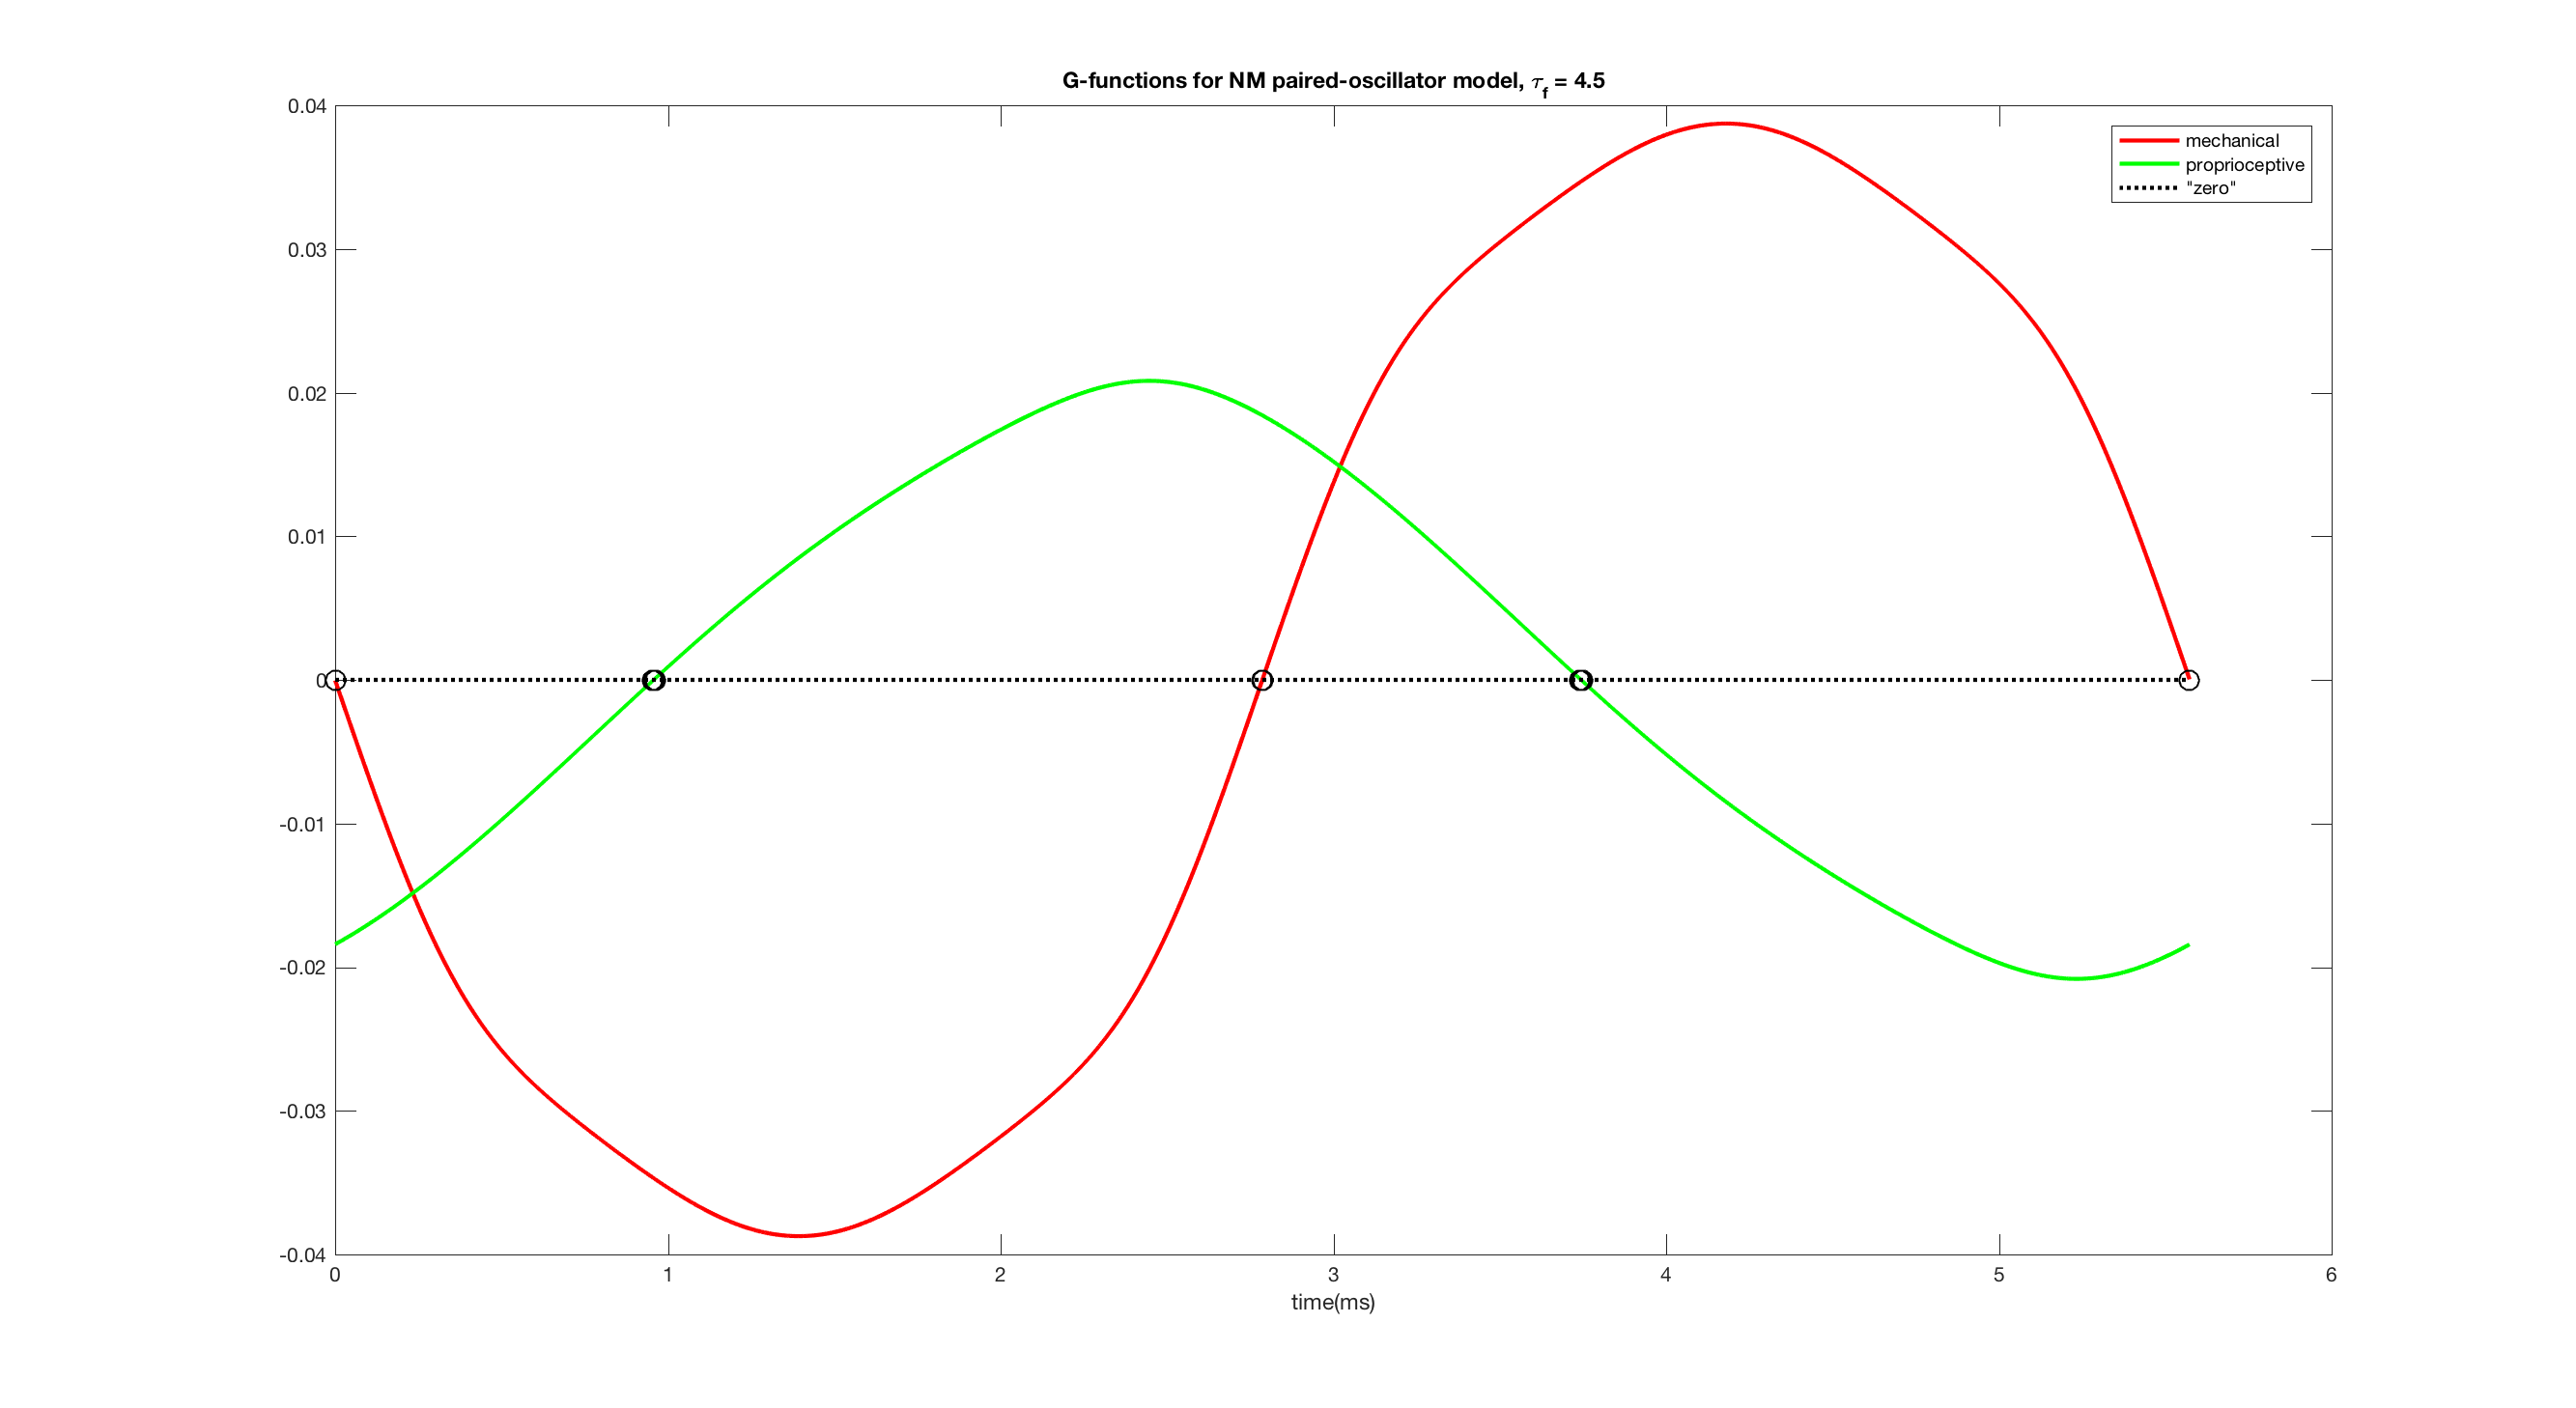 G-functions for NM paired-oscillator model, τf = 4.5
mechanical
proprioceptive
"zero"
0.04
0.03
0.02
0.01
0
-0.01
-0.02
-0.03
-0.04
0 1 2 3 4 5 6
time(ms)